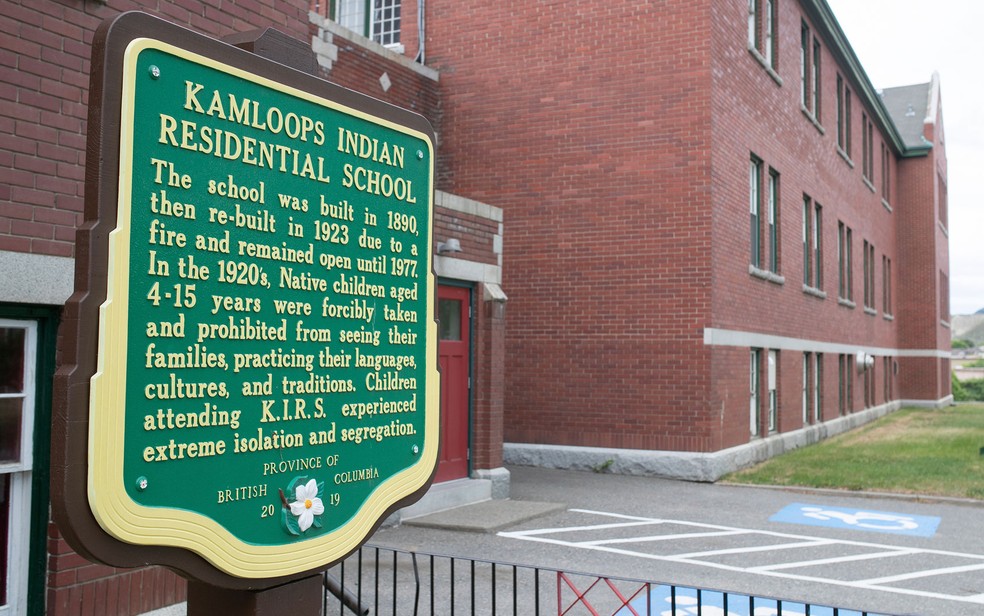 KAMLOOPS INDIAN
RESIDENTIAL SCHOOL
The school was built in 1890,
then re-built in 1923 due to a
fire and remained open until 1977.
In the 1920's, Native children aged
4-15 years were forcibly taken
and prohibited from seeing their
families, practicing their languages,
cultures, and traditions. Children
attending K.I.R.S. experienced
extreme isolation and segregation.
PROVINCE OF
BRITISH COLUMBIA
20 19